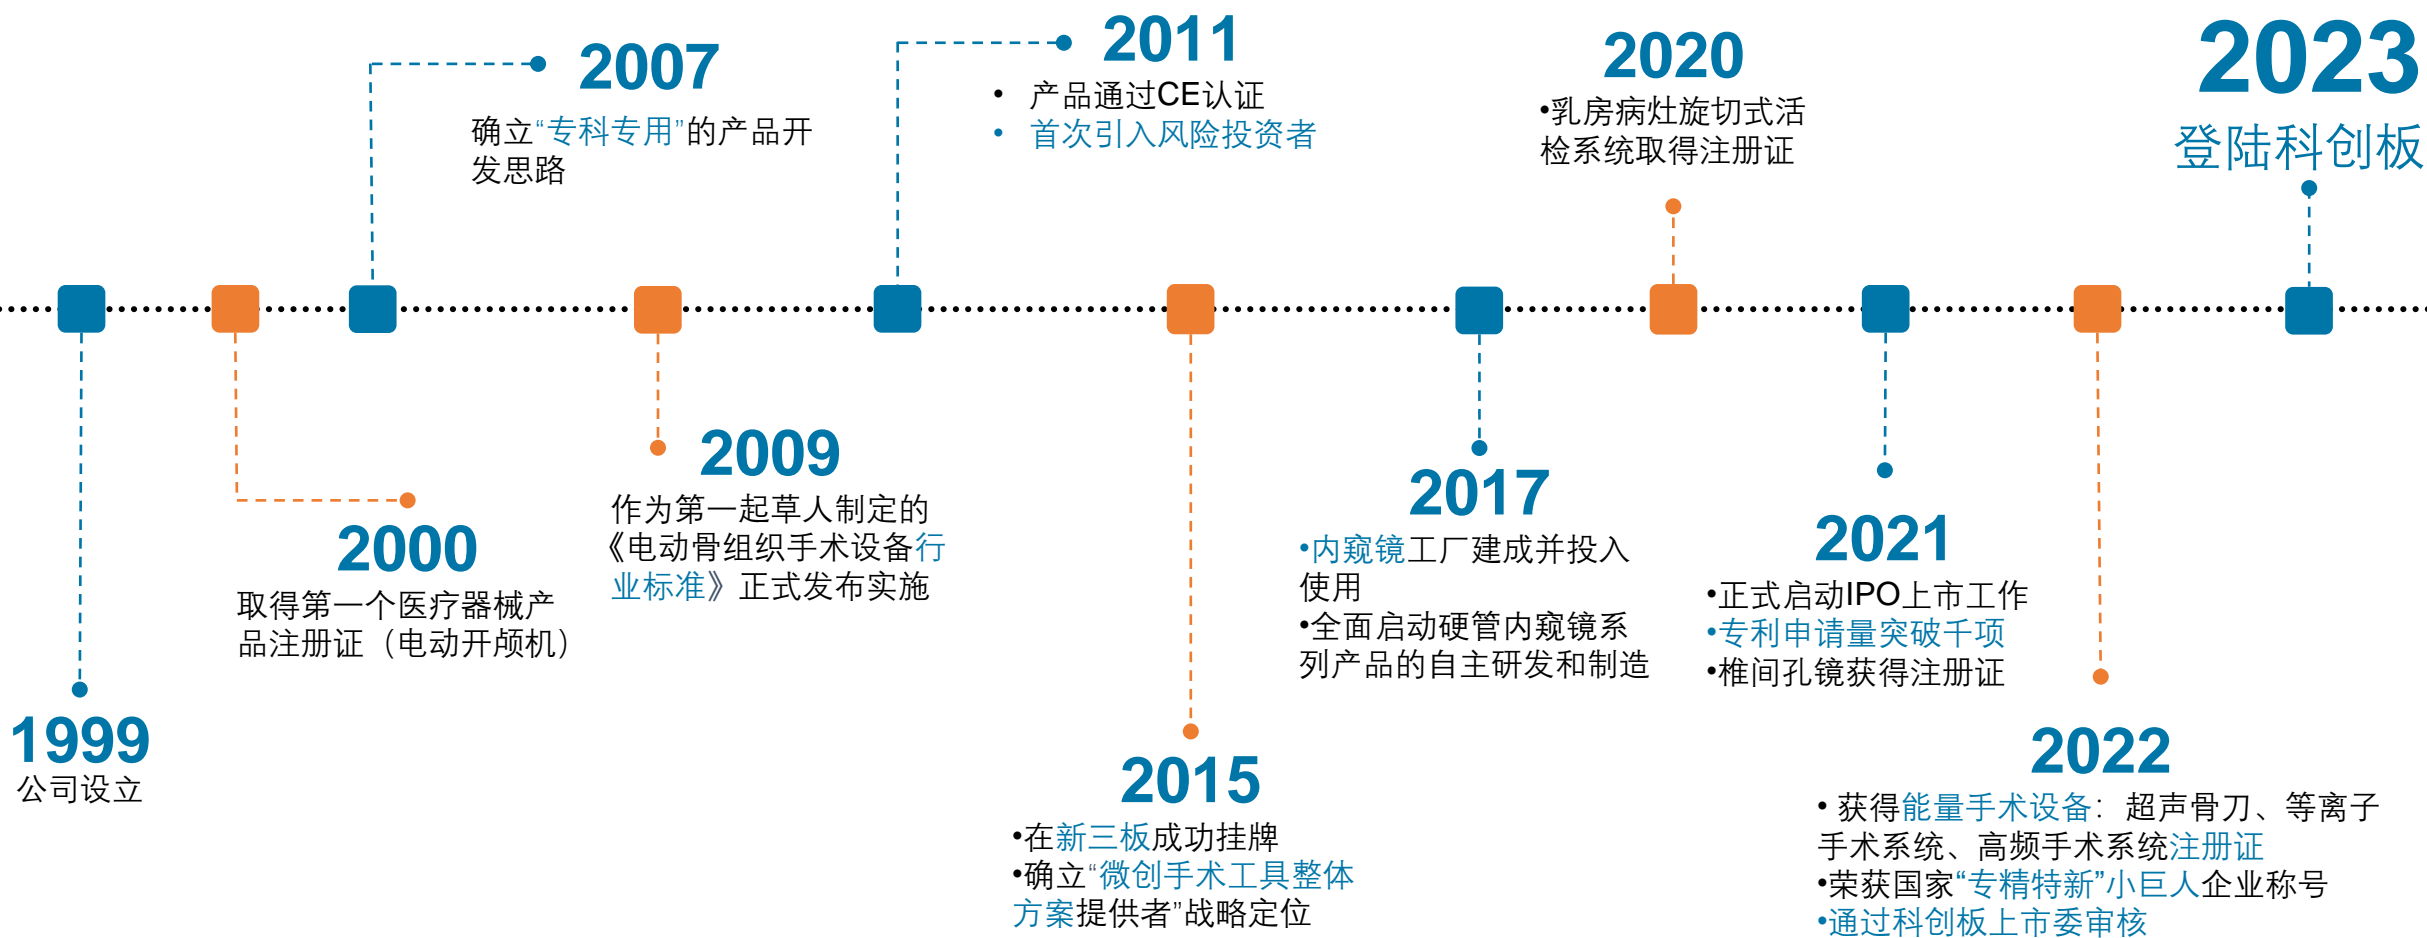 1999
公司设立
2000
取得第一个医疗器械产
品注册证（电动开颅机）
2007
确立“专科专用”的产品开
发思路
2009
作为第一起草人制定的
《电动骨组织手术设备行
业标准》正式发布实施
2011
• 产品通过CE认证
• 首次引入风险投资者
2015
•在新三板成功挂牌
•确立“微创手术工具整体
方案提供者”战略定位
2017
•内窥镜工厂建成并投入
使用
•全面启动硬管内窥镜系
列产品的自主研发和制造
2020
•乳房病灶旋切式活
检系统取得注册证
2021
•正式启动IPO上市工作
•专利申请量突破千项
•椎间孔镜获得注册证
2022
• 获得能量手术设备：超声骨刀、等离子
手术系统、高频手术系统注册证
•荣获国家“专精特新”小巨人企业称号
•通过科创板上市委审核
2023
登陆科创板